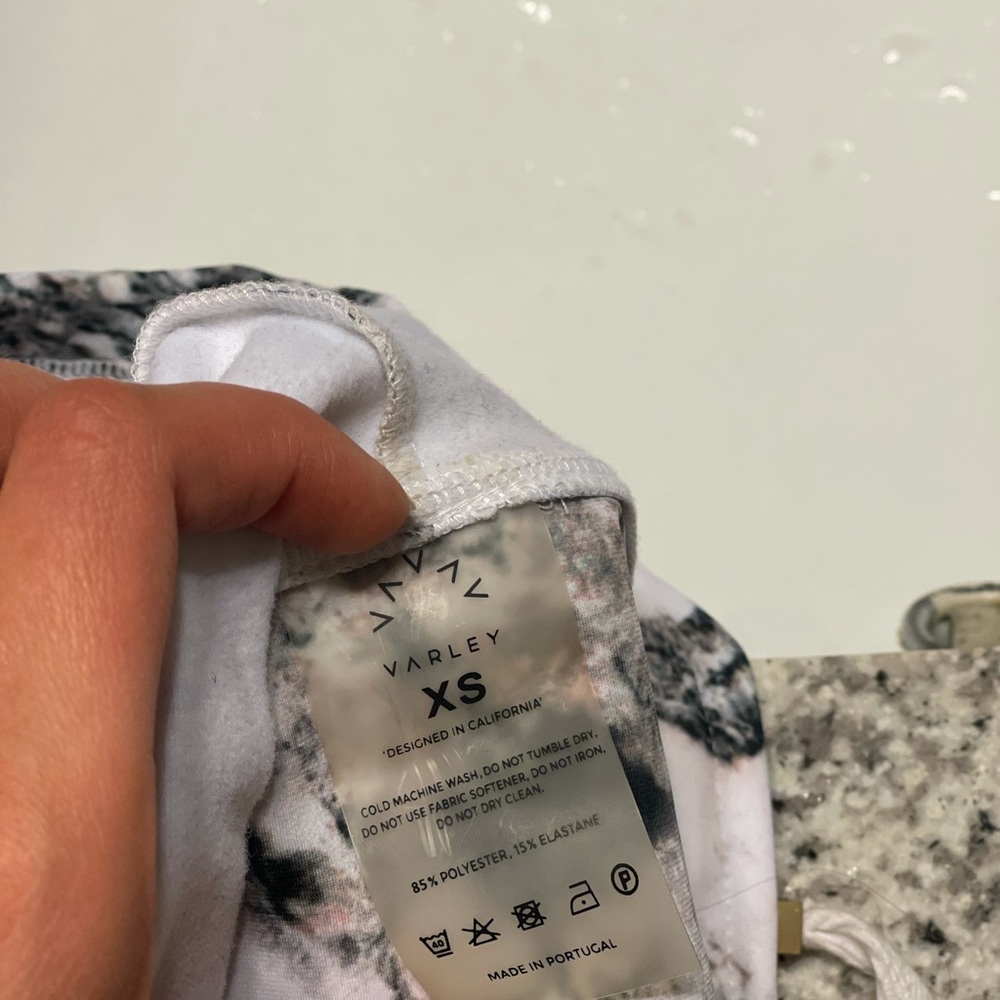 VARLEY
XS
'DESIGNED IN CALIFORNIA'
COLD MACHINE WASH, DO NOT TUMBLE DRY,
DO NOT USE FABRIC SOFTENER, DO NOT IRON,
DO NOT DRY CLEAN.
85% POLYESTER, 15% ELASTANE
40 P
MADE IN PORTUGAL